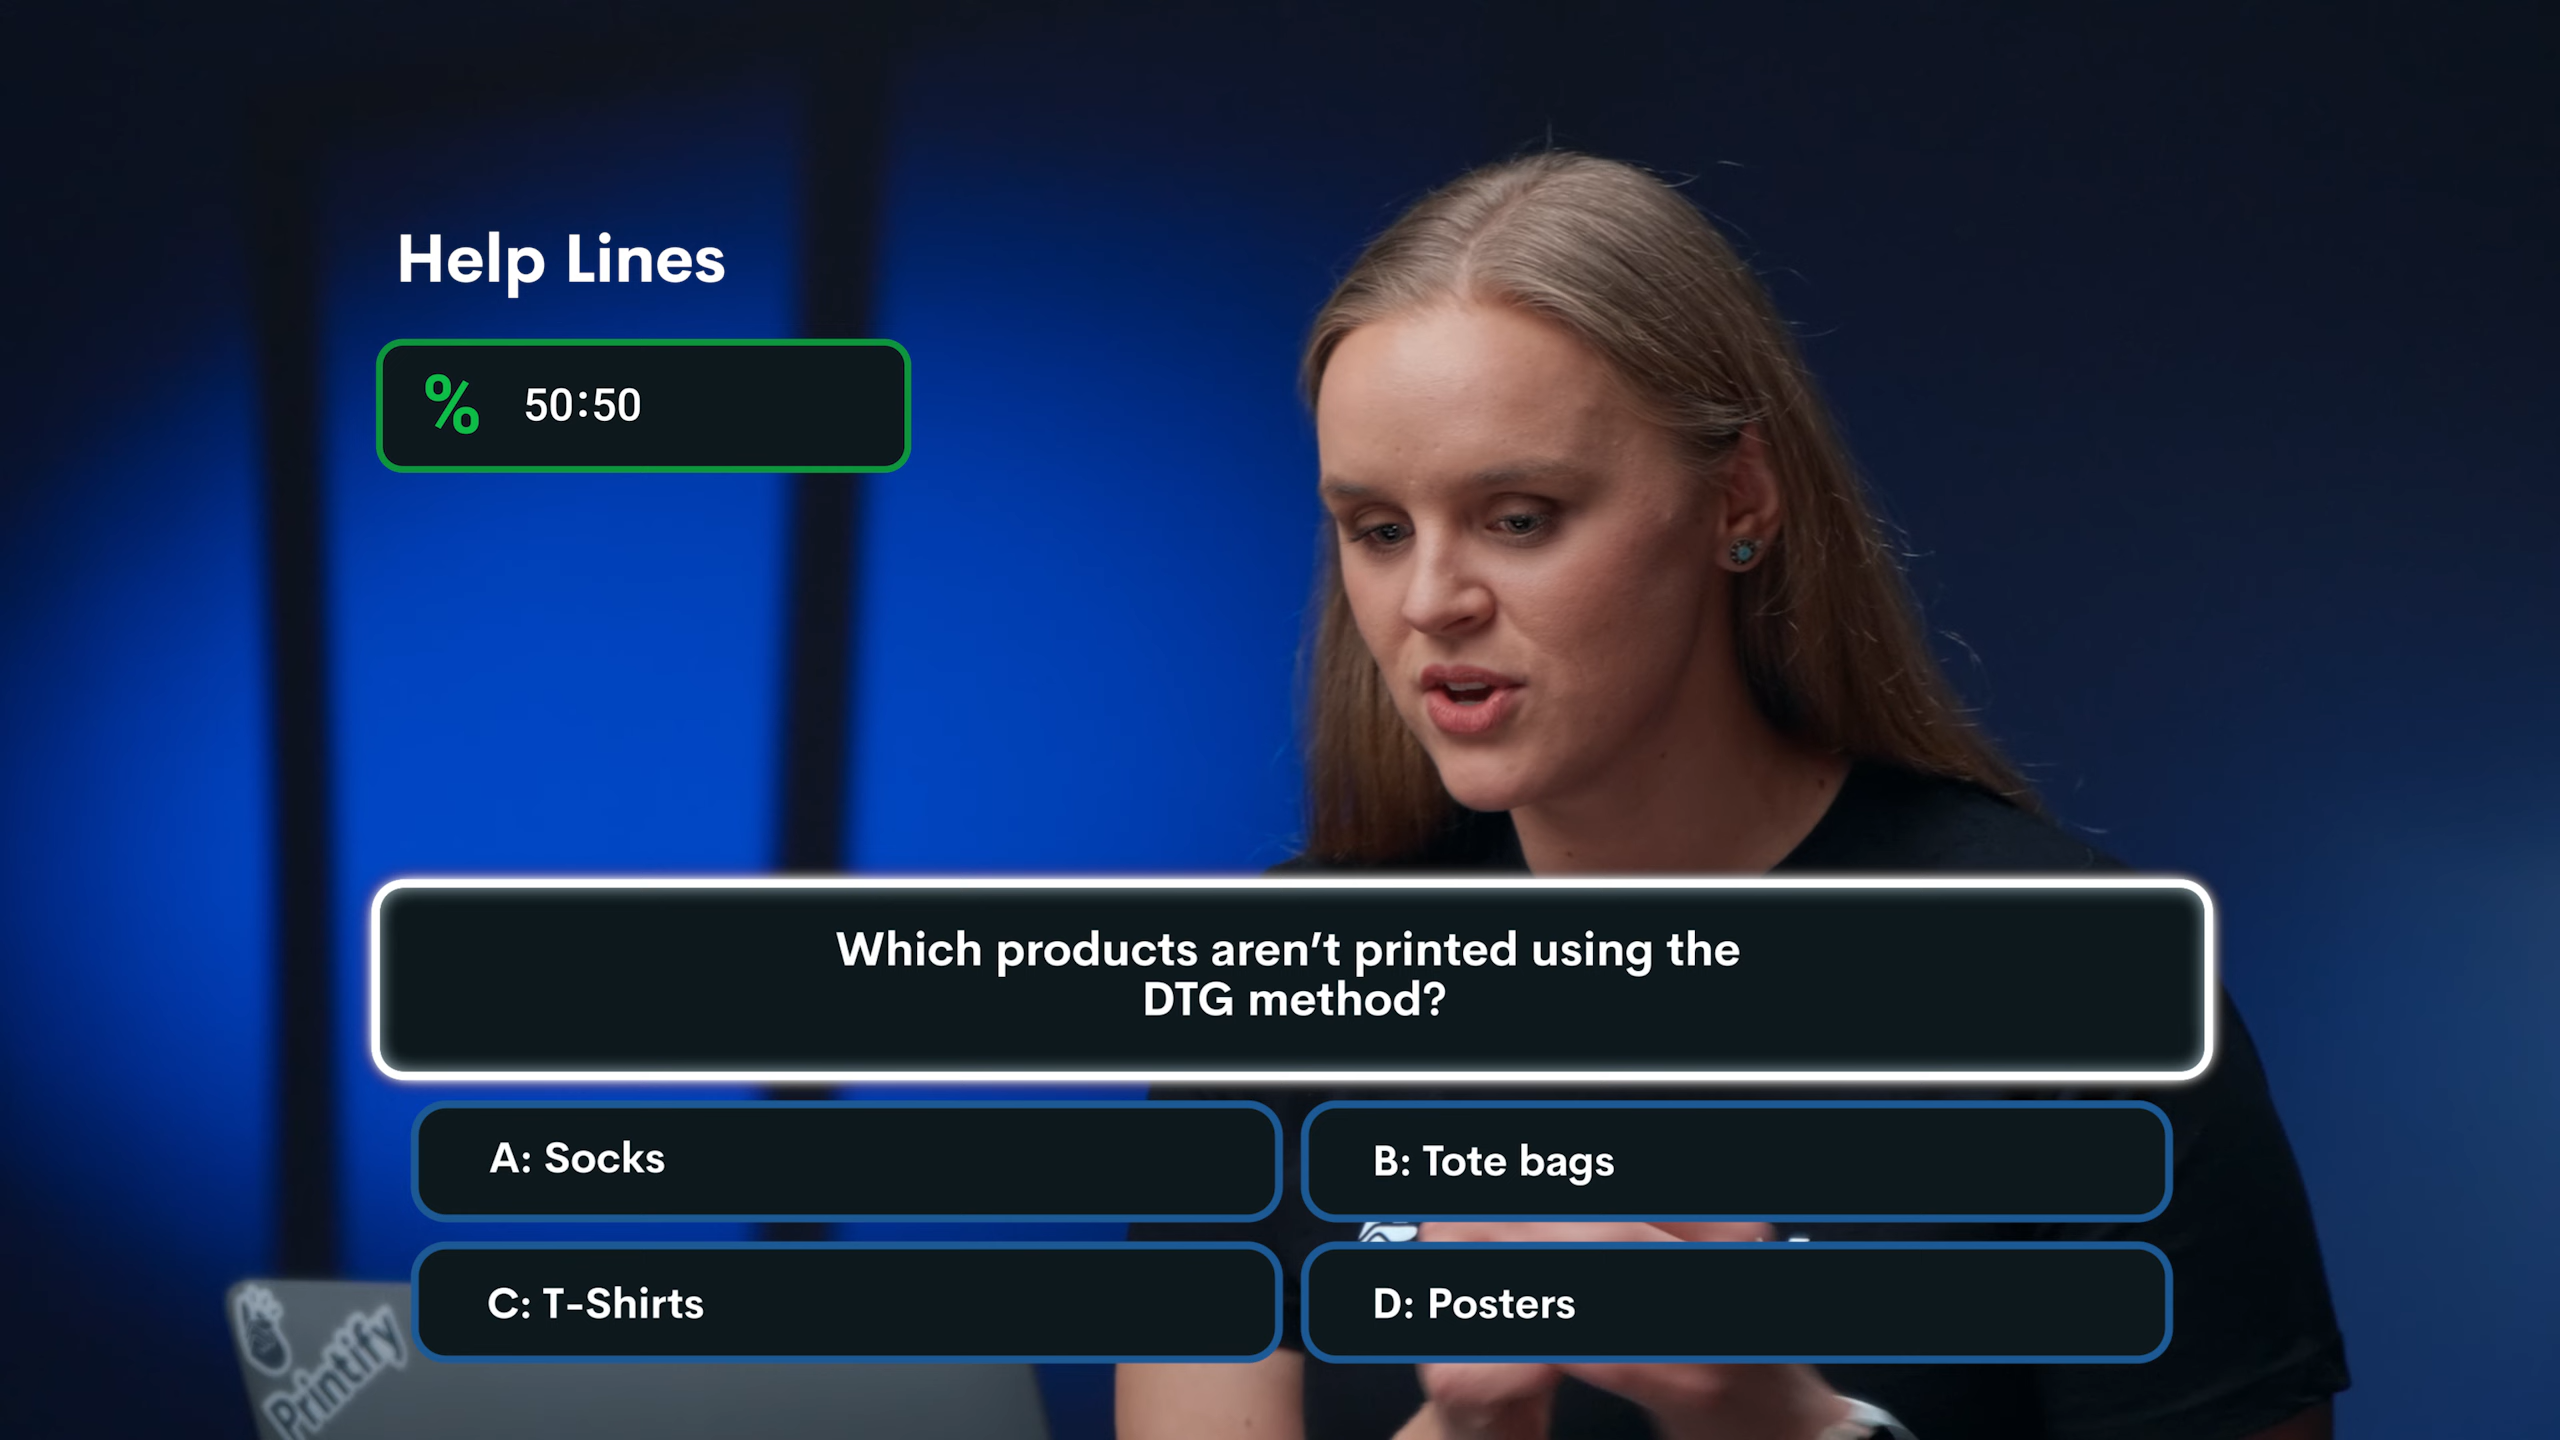 Help Lines
% 50:50
Which products aren’t printed using the
DTG method?
A: Socks
B: Tote bags
C: T-Shirts
D: Posters
Printify